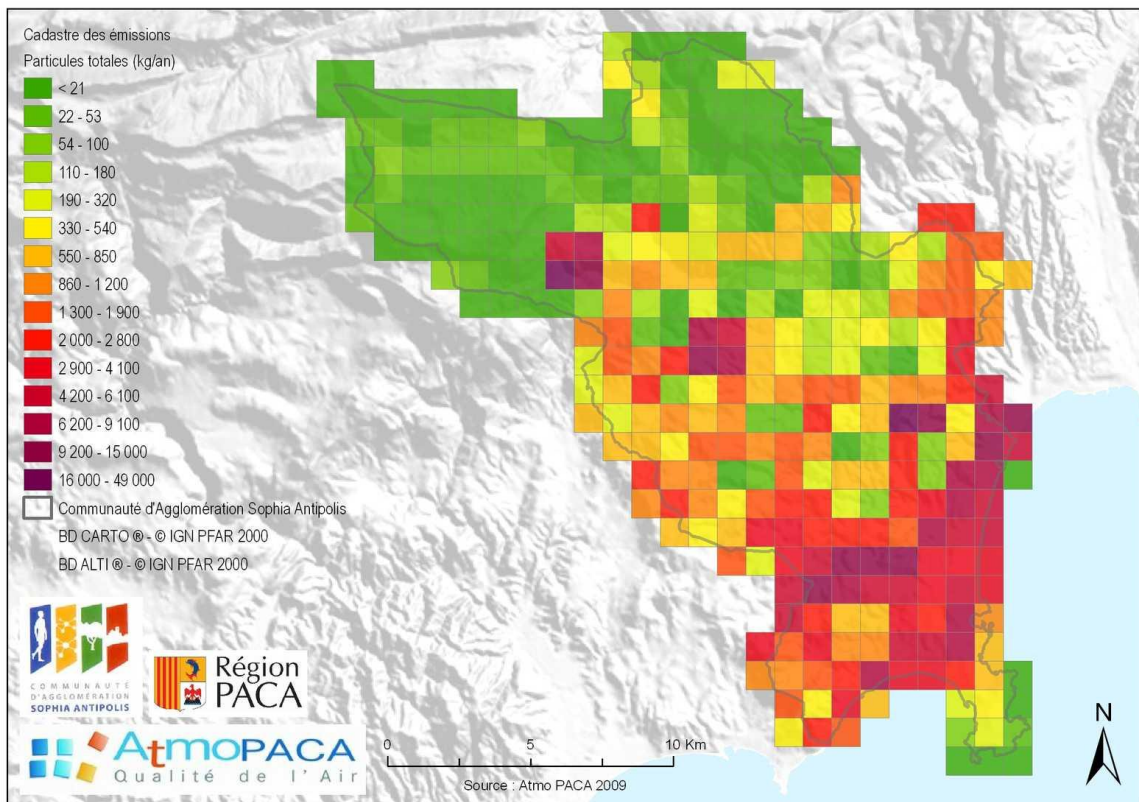 Cadastre des émissions
Particules totales (kg/an)
< 21
22 - 53
54 - 100
110 - 180
190 - 320
330 - 540
550 - 850
860 - 1 200
1 300 - 1 900
2 000 - 2 800
2 900 - 4 100
4 200 - 6 100
6 200 - 9 100
9 200 - 15 000
16 000 - 49 000
Communauté d'Agglomération Sophia Antipolis
BD CARTO ® - © IGN PFAR 2000
BD ALTI ® - © IGN PFAR 2000
COMMUNAUTÉ
D'AGGLOMÉRATION
SOPHIA ANTIPOLIS
Région
PACA
AtmoPACA
Qualité de l'Air
0 5 10 Km
Source : Atmo PACA 2009
N